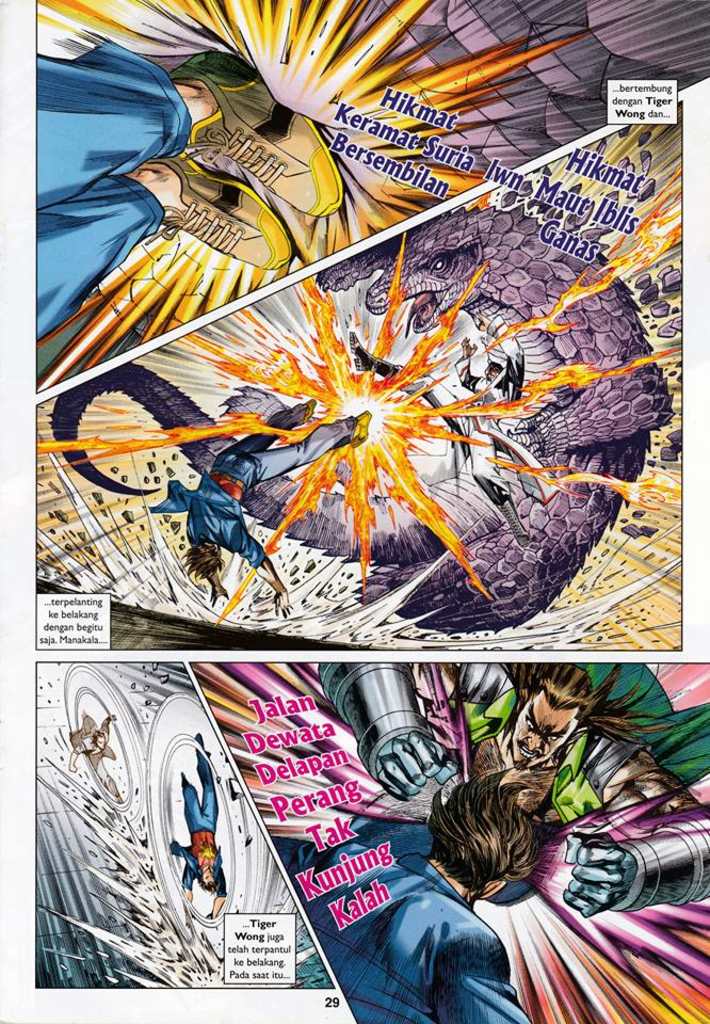 ...bertembung
dengan Tiger
Wong dan...
Hikmat
Keramat Suria
Bersembilan
lwn
Hikmat
Maut Iblis
Ganas
...terpelanting
ke belakang
dengan begitu
saja. Manakala....
Jalan
Dewata
Delapan
Perang
Tak
Kunjung
Kalah
...Tiger
Wong juga
telah terpantul
ke belakang.
Pada saat itu...
29